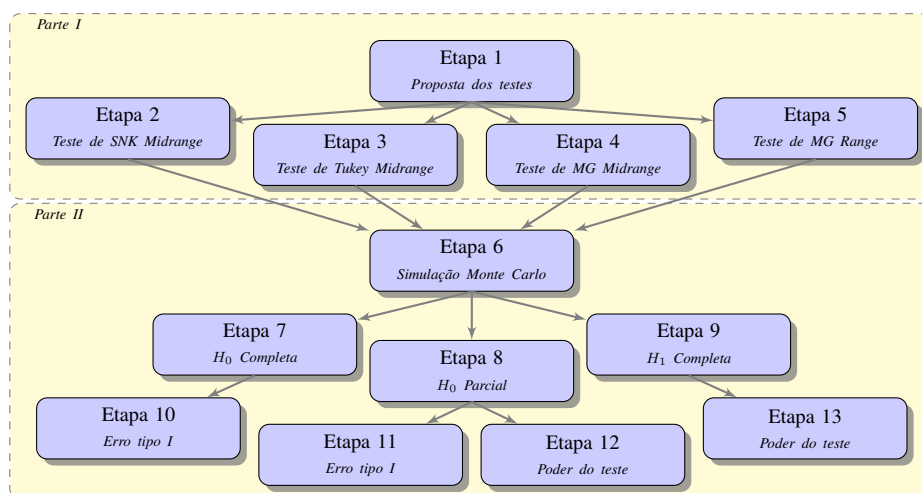 Parte I
Etapa 1
Proposta dos testes
Etapa 2
Teste de SNK Midrange
Etapa 3
Teste de Tukey Midrange
Etapa 4
Teste de MG Midrange
Etapa 5
Teste de MG Range
Parte II
Etapa 6
Simulação Monte Carlo
Etapa 7
H₀ Completa
Etapa 8
H₀ Parcial
Etapa 9
H₁ Completa
Etapa 10
Erro tipo I
Etapa 11
Erro tipo I
Etapa 12
Poder do teste
Etapa 13
Poder do teste